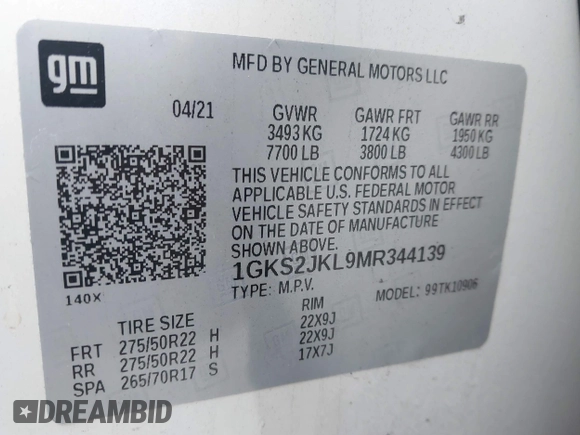 gm
MFD BY GENERAL MOTORS LLC
04/21 GVWR GAWR FRT GAWR RR
3493 KG 1724 KG 1950 KG
7700 LB 3800 LB 4300 LB
THIS VEHICLE CONFORMS TO ALL
APPLICABLE U.S. FEDERAL MOTOR
VEHICLE SAFETY STANDARDS IN EFFECT
ON THE DATE OF MANUFACTURE
SHOWN ABOVE.
1GKS2JKL9MR344139
140X TYPE: M.P.V. MODEL: 99TK10906
TIRE SIZE RIM
FRT 275/50R22 H 22X9J
RR 275/50R22 H 22X9J
SPA 265/70R17 S 17X7J
DREAMBID